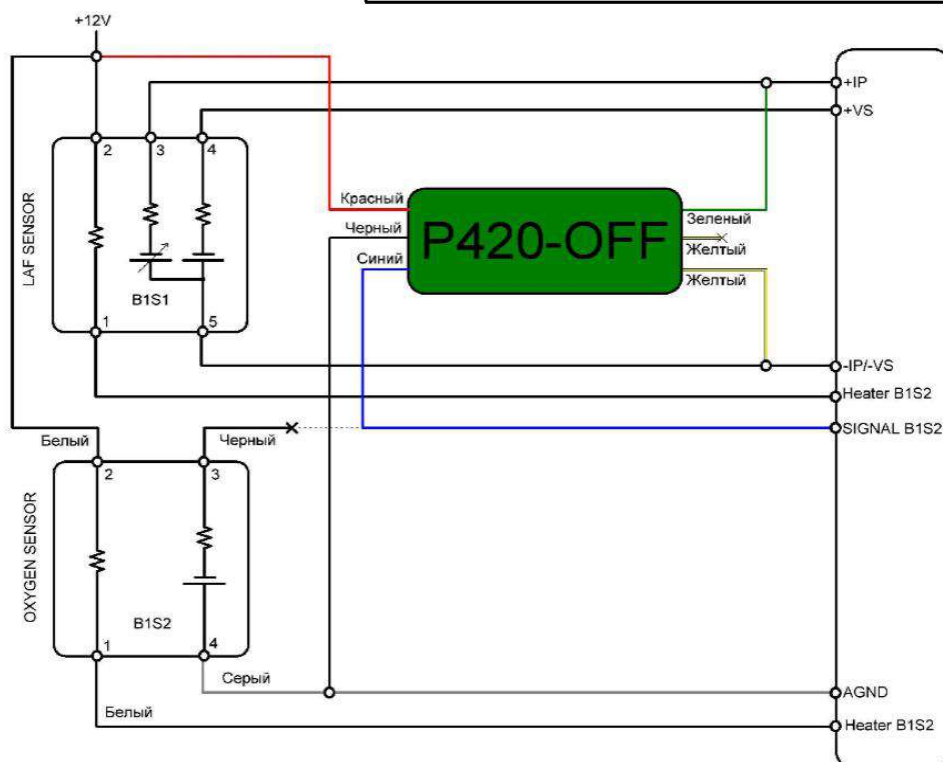 +12V
+IP
+VS
2
3
4
LAF SENSOR
B1S1
1
5
Красный
Черный
Синий
P420-OFF
Зеленый
Желтый
Желтый
-IP/-VS
Heater B1S2
SIGNAL B1S2
Белый
Черный
2
3
OXYGEN SENSOR
B1S2
1
4
Серый
Белый
AGND
Heater B1S2